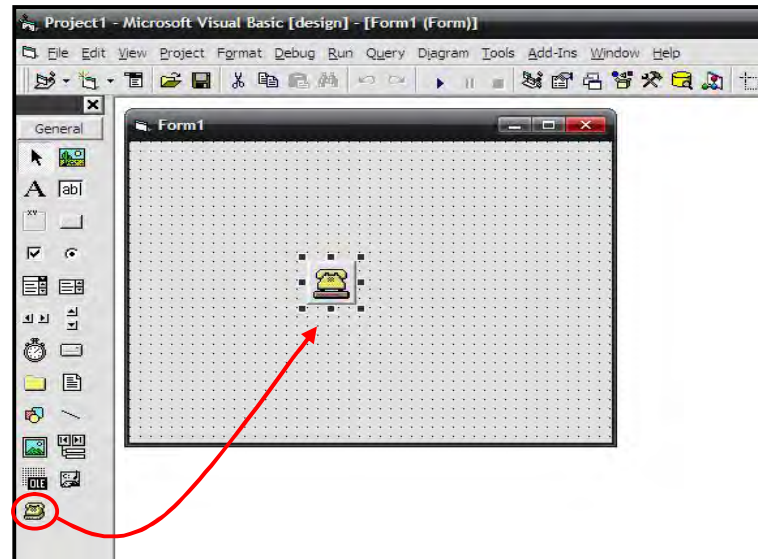 Project1 - Microsoft Visual Basic [design] - [Form1 (Form)]
File Edit View Project Format Debug Run Query Diagram Tools Add-Ins Window Help
General
Form1
A ab|
XY
OLE